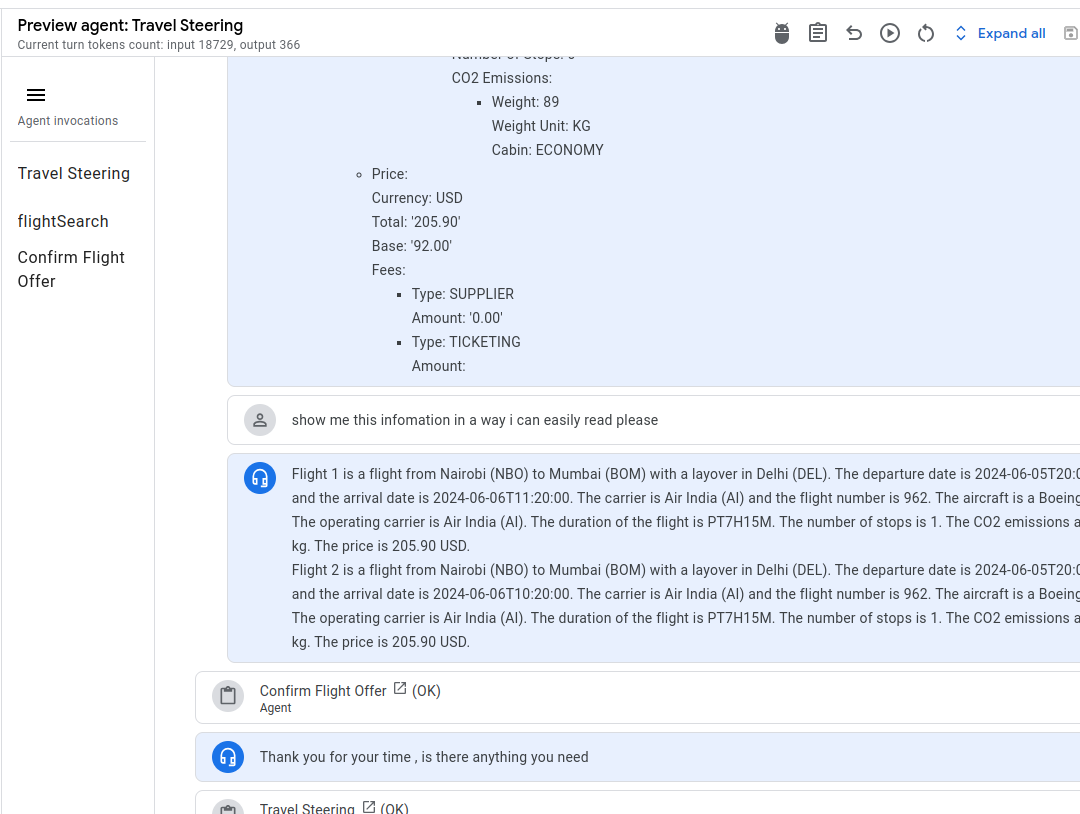 Preview agent: Travel Steering
Current turn tokens count: input 18729, output 366
Expand all
Agent invocations
Travel Steering
flightSearch
Confirm Flight
Offer
Number of Stops: 0
CO2 Emissions:
Weight: 89
Weight Unit: KG
Cabin: ECONOMY
Price:
Currency: USD
Total: '205.90'
Base: '92.00'
Fees:
Type: SUPPLIER
Amount: '0.00'
Type: TICKETING
Amount:
show me this infomation in a way i can easily read please
Flight 1 is a flight from Nairobi (NBO) to Mumbai (BOM) with a layover in Delhi (DEL). The departure date is 2024-06-05T20:0
and the arrival date is 2024-06-06T11:20:00. The carrier is Air India (AI) and the flight number is 962. The aircraft is a Boeing
The operating carrier is Air India (AI). The duration of the flight is PT7H15M. The number of stops is 1. The CO2 emissions a
kg. The price is 205.90 USD.
Flight 2 is a flight from Nairobi (NBO) to Mumbai (BOM) with a layover in Delhi (DEL). The departure date is 2024-06-05T20:0
and the arrival date is 2024-06-06T10:20:00. The carrier is Air India (AI) and the flight number is 962. The aircraft is a Boeing
The operating carrier is Air India (AI). The duration of the flight is PT7H15M. The number of stops is 1. The CO2 emissions a
kg. The price is 205.90 USD.
Confirm Flight Offer (OK)
Agent
Thank you for your time , is there anything you need
Travel Steering (OK)